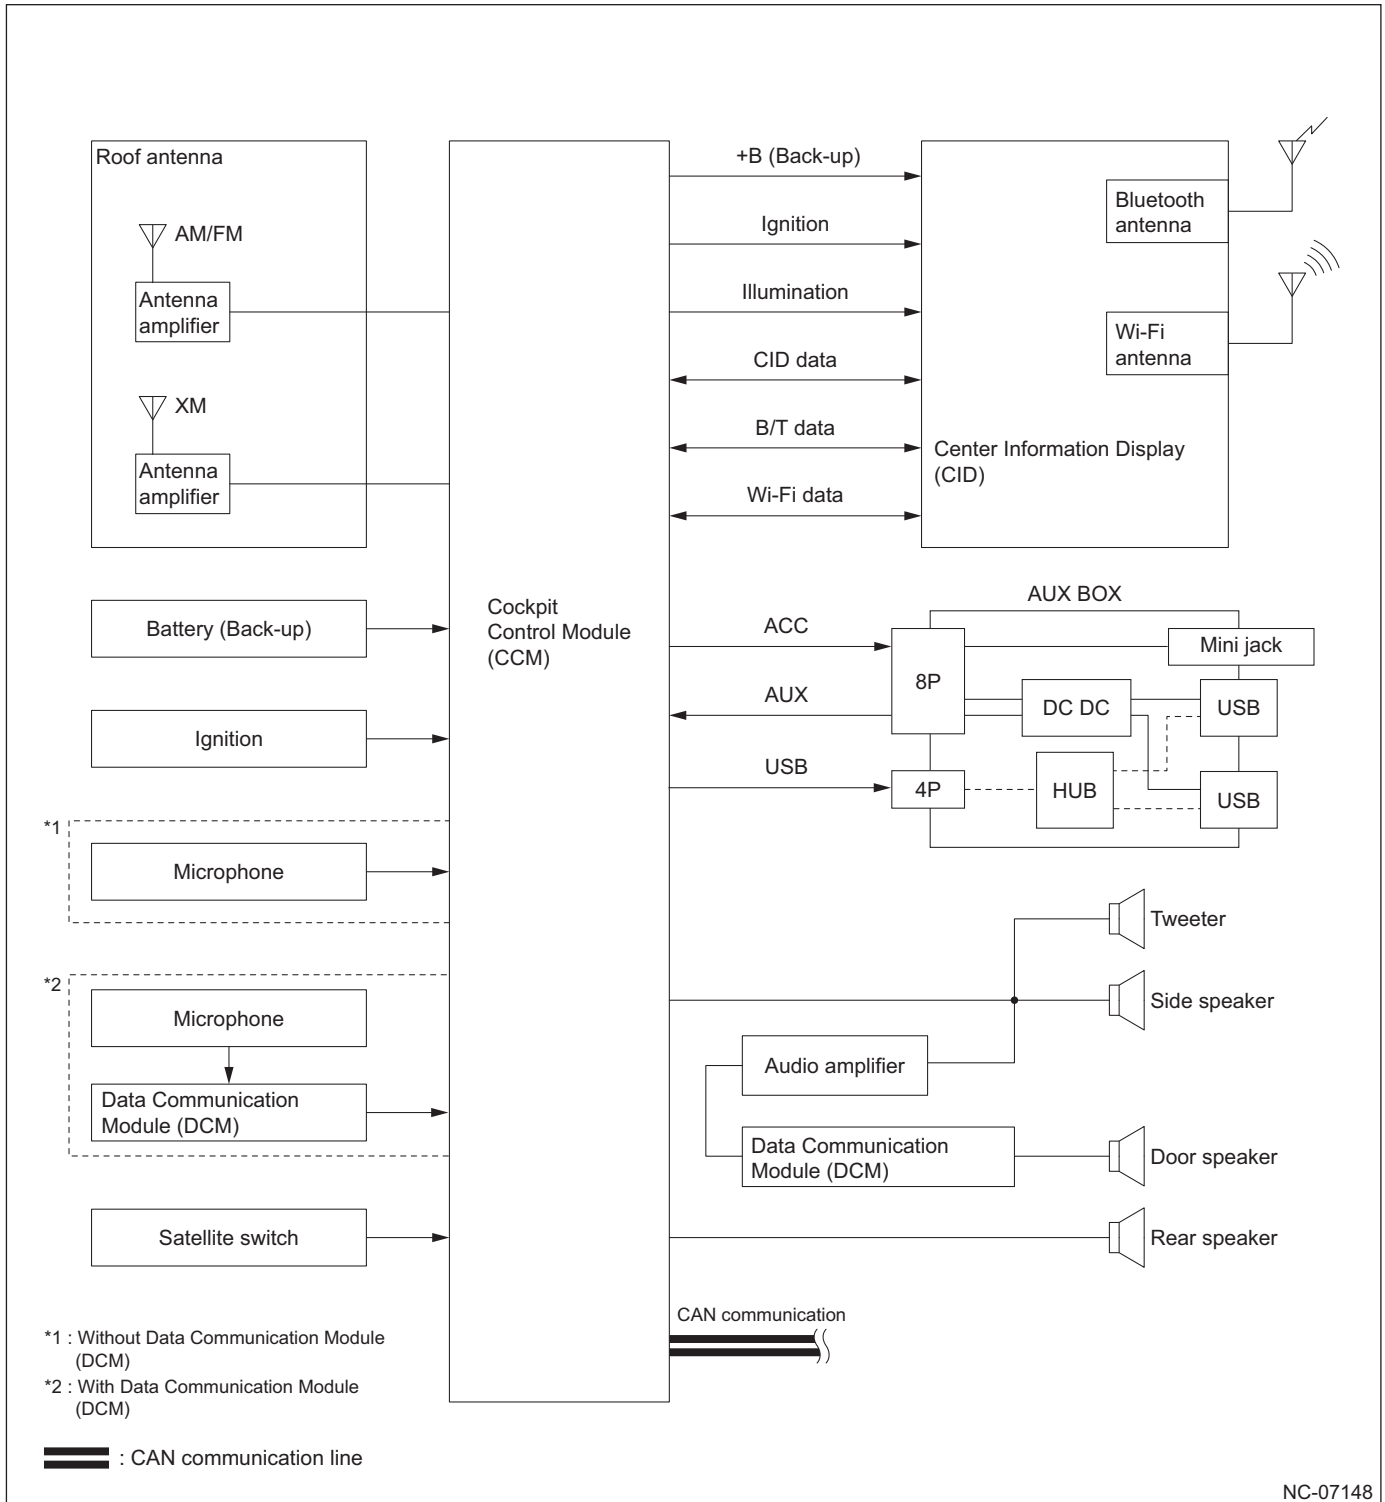 Roof antenna
AM/FM
Antenna
amplifier
XM
Antenna
amplifier
Battery (Back-up)
Ignition
*1
Microphone
*2
Microphone
Data Communication
Module (DCM)
Satellite switch
Cockpit
Control Module
(CCM)
+B (Back-up)
Ignition
Illumination
CID data
B/T data
Wi-Fi data
Bluetooth
antenna
Wi-Fi
antenna
Center Information Display
(CID)
ACC
AUX
USB
AUX BOX
8P
Mini jack
DC DC
USB
4P
HUB
USB
Tweeter
Side speaker
Audio amplifier
Data Communication
Module (DCM)
Door speaker
Rear speaker
CAN communication
*1 : Without Data Communication Module
(DCM)
*2 : With Data Communication Module
(DCM)
: CAN communication line
NC-07148